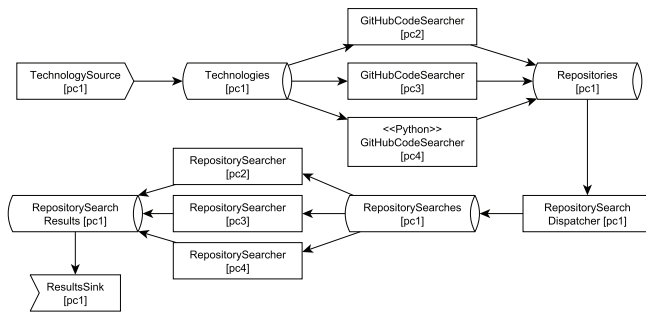 GitHubCodeSearcher
[pc2]
TechnologySource
[pc1]
Technologies
[pc1]
GitHubCodeSearcher
[pc3]
Repositories
[pc1]
<<Python>>
GitHubCodeSearcher
[pc4]
RepositorySearcher
[pc2]
RepositorySearch
Results [pc1]
RepositorySearcher
[pc3]
RepositorySearches
[pc1]
RepositorySearch
Dispatcher [pc1]
RepositorySearcher
[pc4]
ResultsSink
[pc1]